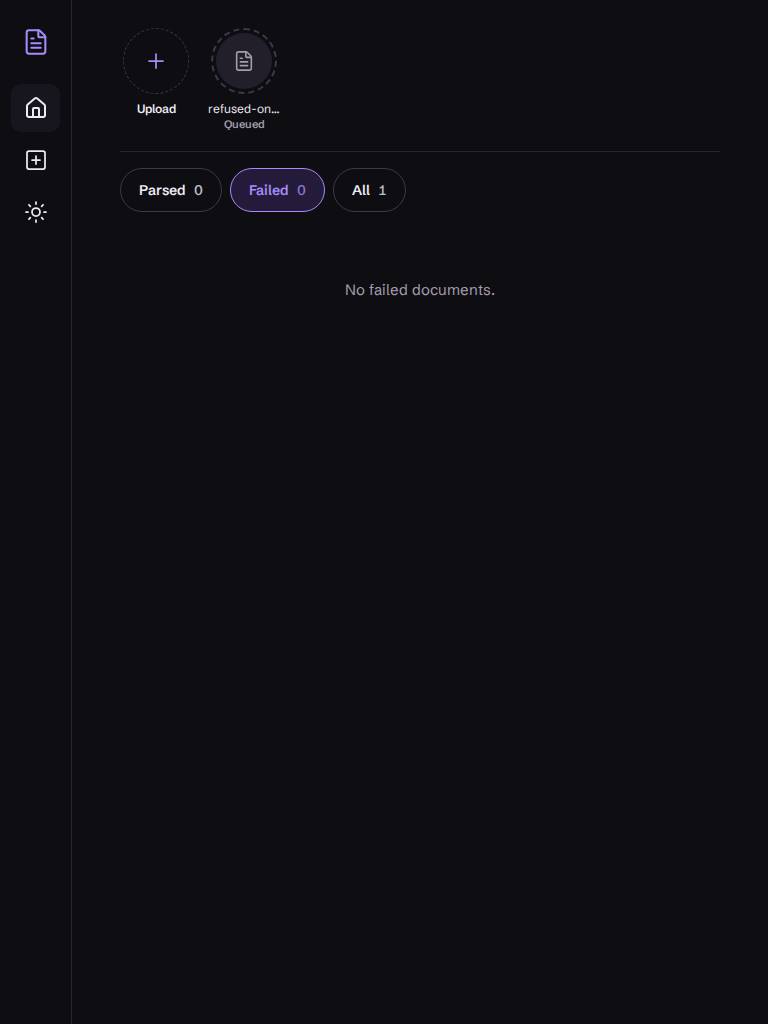 Upload
refused-on...
Queued
Parsed 0
Failed 0
All 1
No failed documents.